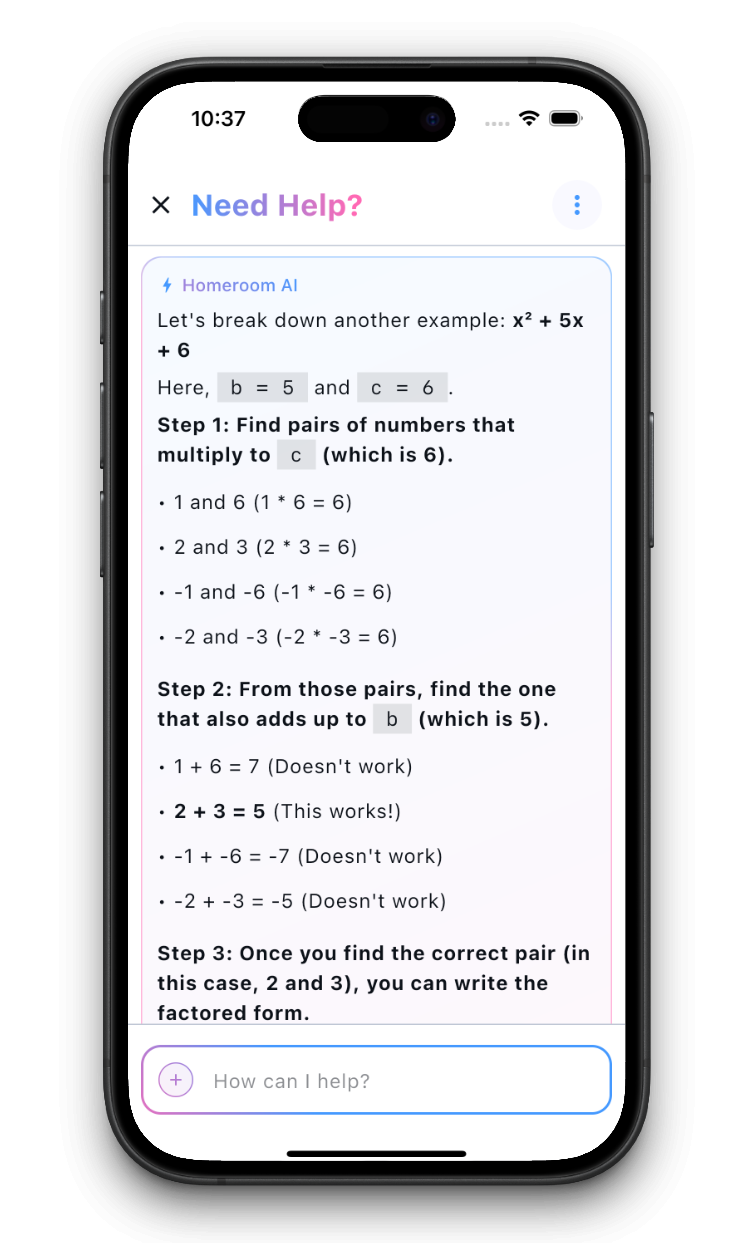 10:37
Need Help?
Homeroom AI
Let's break down another example: x² + 5x
+ 6
Here, b = 5 and c = 6 .
Step 1: Find pairs of numbers that
multiply to c (which is 6).
• 1 and 6 (1 * 6 = 6)
• 2 and 3 (2 * 3 = 6)
• -1 and -6 (-1 * -6 = 6)
• -2 and -3 (-2 * -3 = 6)
Step 2: From those pairs, find the one
that also adds up to b (which is 5).
• 1 + 6 = 7 (Doesn't work)
• 2 + 3 = 5 (This works!)
• -1 + -6 = -7 (Doesn't work)
• -2 + -3 = -5 (Doesn't work)
Step 3: Once you find the correct pair (in
this case, 2 and 3), you can write the
factored form.
How can I help?